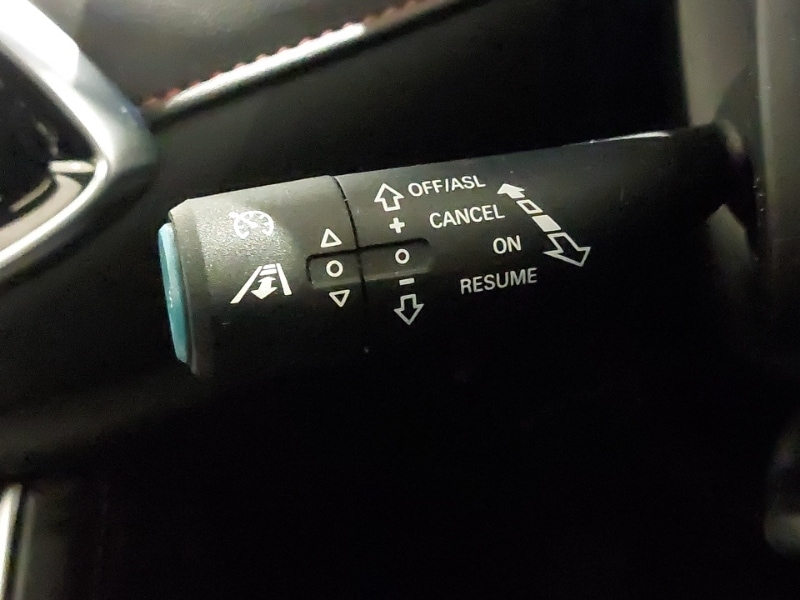 OFF/ASL
+
CANCEL
ON
−
RESUME